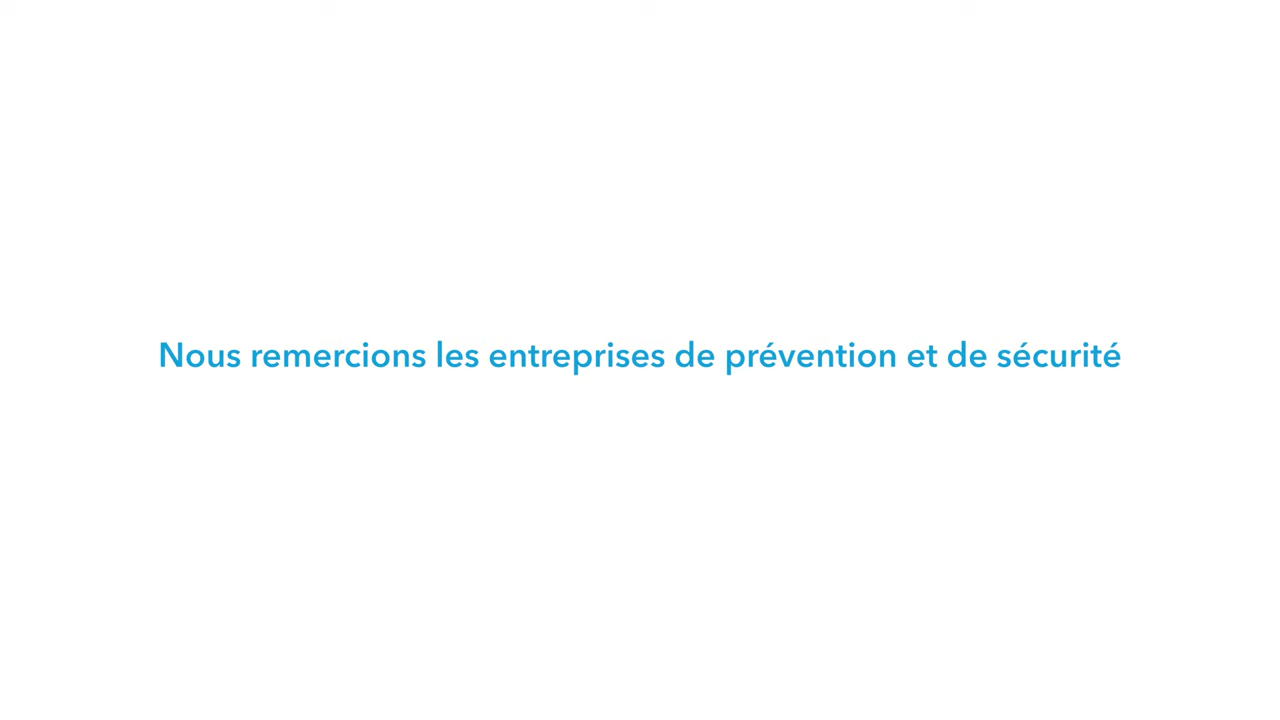 Nous remercions les entreprises de prévention et de sécurité